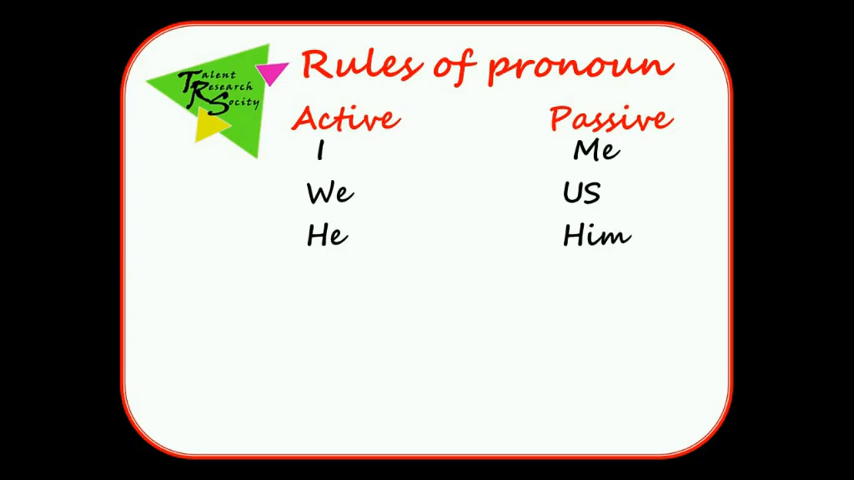 Talent
Research
Socity
Rules of pronoun
Active Passive
I Me
We US
He Him